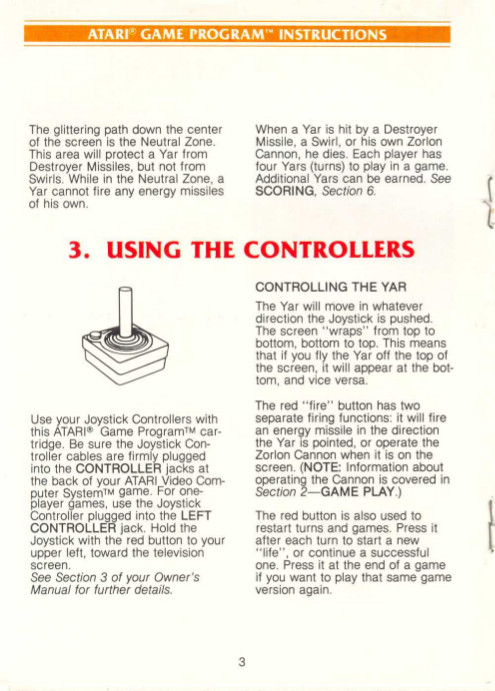 ATARI® GAME PROGRAM™ INSTRUCTIONS
The glittering path down the center
of the screen is the Neutral Zone.
This area will protect a Yar from
Destroyer Missiles, but not from
Swirls. While in the Neutral Zone, a
Yar cannot fire any energy missiles
of his own.
When a Yar is hit by a Destroyer
Missile, a Swirl, or his own Zorlon
Cannon, he dies. Each player has
four Yars (turns) to play in a game.
Additional Yars can be earned. See
SCORING, Section 6.
3. USING THE CONTROLLERS
Use your Joystick Controllers with
this ATARI® Game Program™ car-
tridge. Be sure the Joystick Con-
troller cables are firmly plugged
into the CONTROLLER jacks at
the back of your ATARI Video Com-
puter System™ game. For one-
player games, use the Joystick
Controller plugged into the LEFT
CONTROLLER jack. Hold the
Joystick with the red button to your
upper left, toward the television
screen.
See Section 3 of your Owner's
Manual for further details.
CONTROLLING THE YAR
The Yar will move in whatever
direction the Joystick is pushed.
The screen "wraps" from top to
bottom, bottom to top. This means
that if you fly the Yar off the top of
the screen, it will appear at the bot-
tom, and vice versa.
The red "fire" button has two
separate firing functions: it will fire
an energy missile in the direction
the Yar is pointed, or operate the
Zorlon Cannon when it is on the
screen. (NOTE: Information about
operating the Cannon is covered in
Section 2—GAME PLAY.)
The red button is also used to
restart turns and games. Press it
after each turn to start a new
"life", or continue a successful
one. Press it at the end of a game
if you want to play that same game
version again.
3